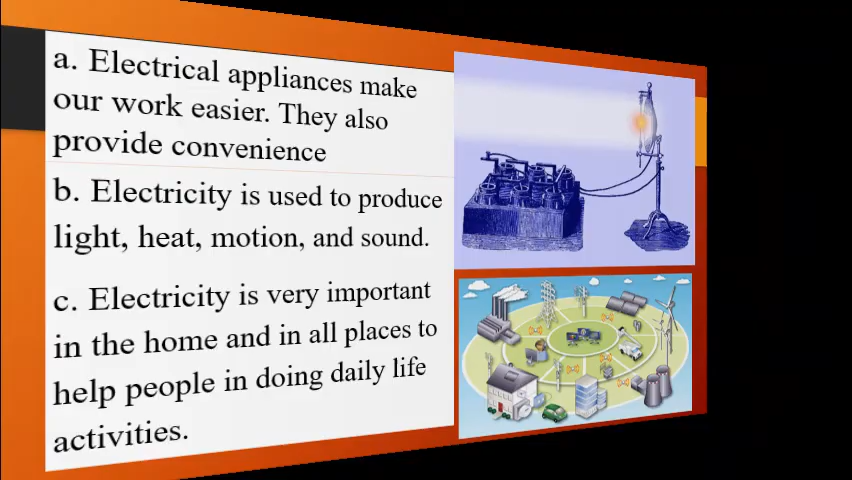 a. Electrical appliances make
our work easier. They also
provide convenience
b. Electricity is used to produce
light, heat, motion, and sound.
c. Electricity is very important
in the home and in all places to
help people in doing daily life
activities.